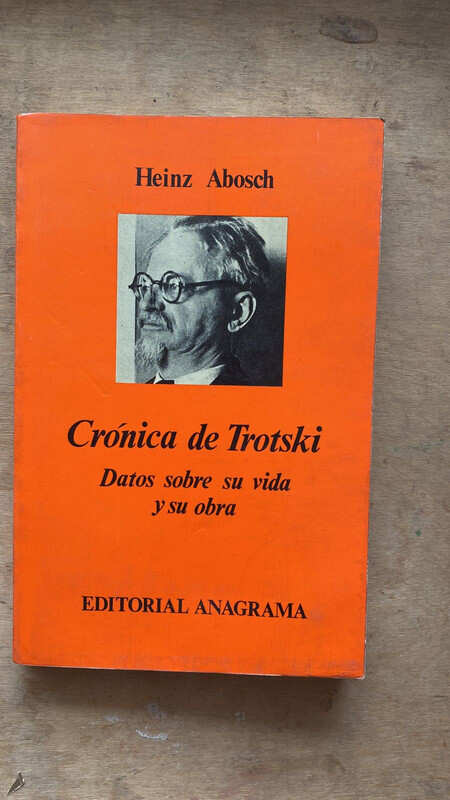 Heinz Abosch
Crónica de Trotski
Datos sobre su vida
y su obra
EDITORIAL ANAGRAMA